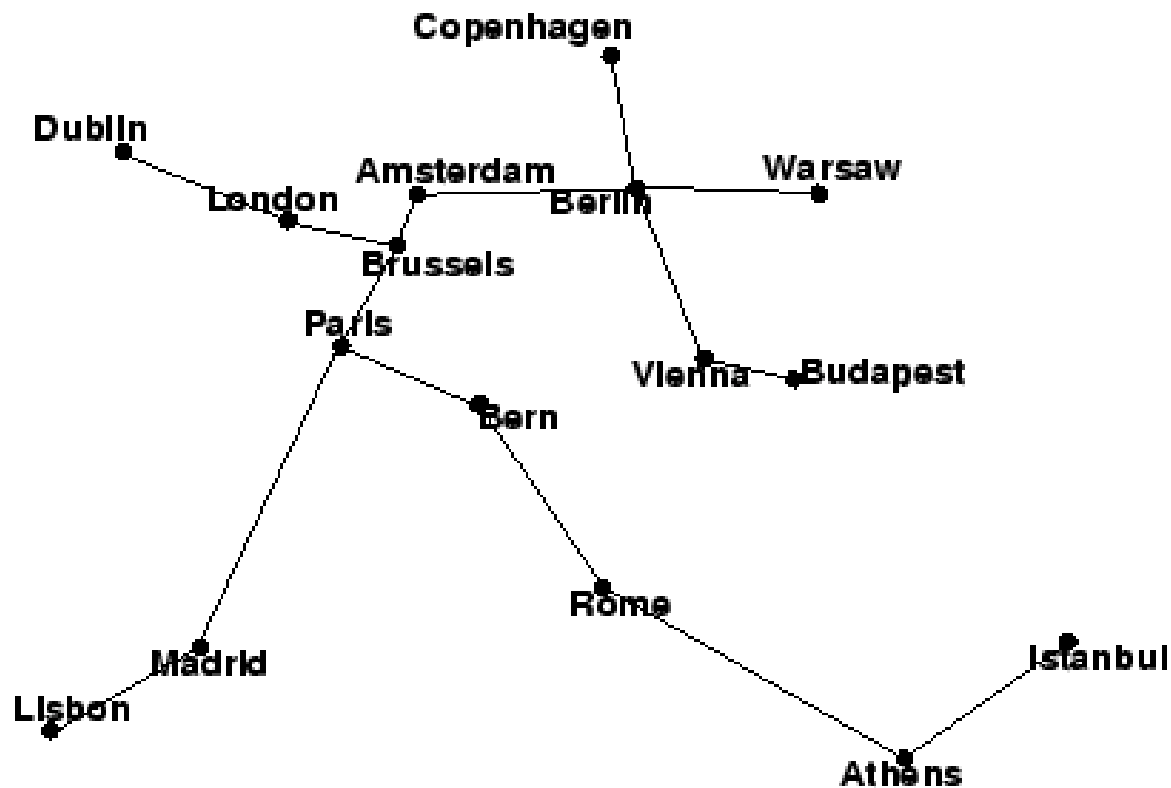 Copenhagen
Dublin
Amsterdam
Warsaw
London
Berlin
Brussels
Paris
Vienna
Budapest
Bern
Rome
Madrid
Istanbul
Lisbon
Athens